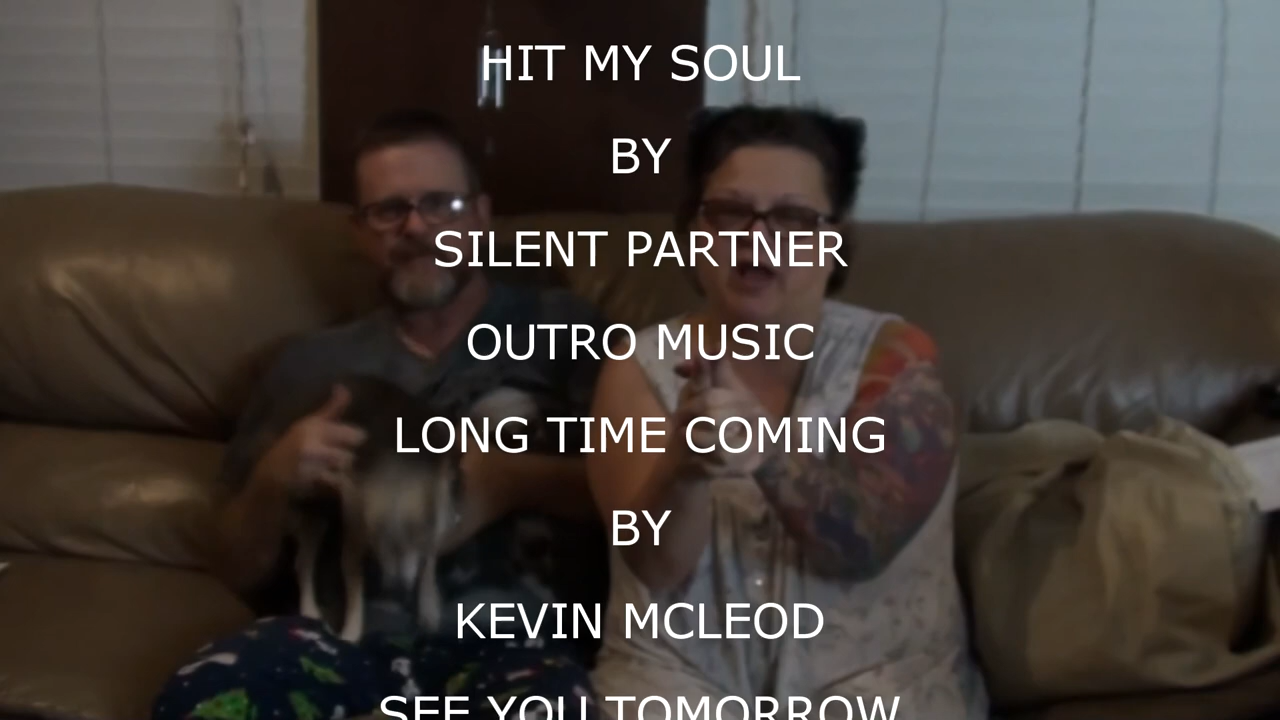 HIT MY SOUL
BY
SILENT PARTNER
OUTRO MUSIC
LONG TIME COMING
BY
KEVIN MCLEOD
SEE YOU TOMORROW